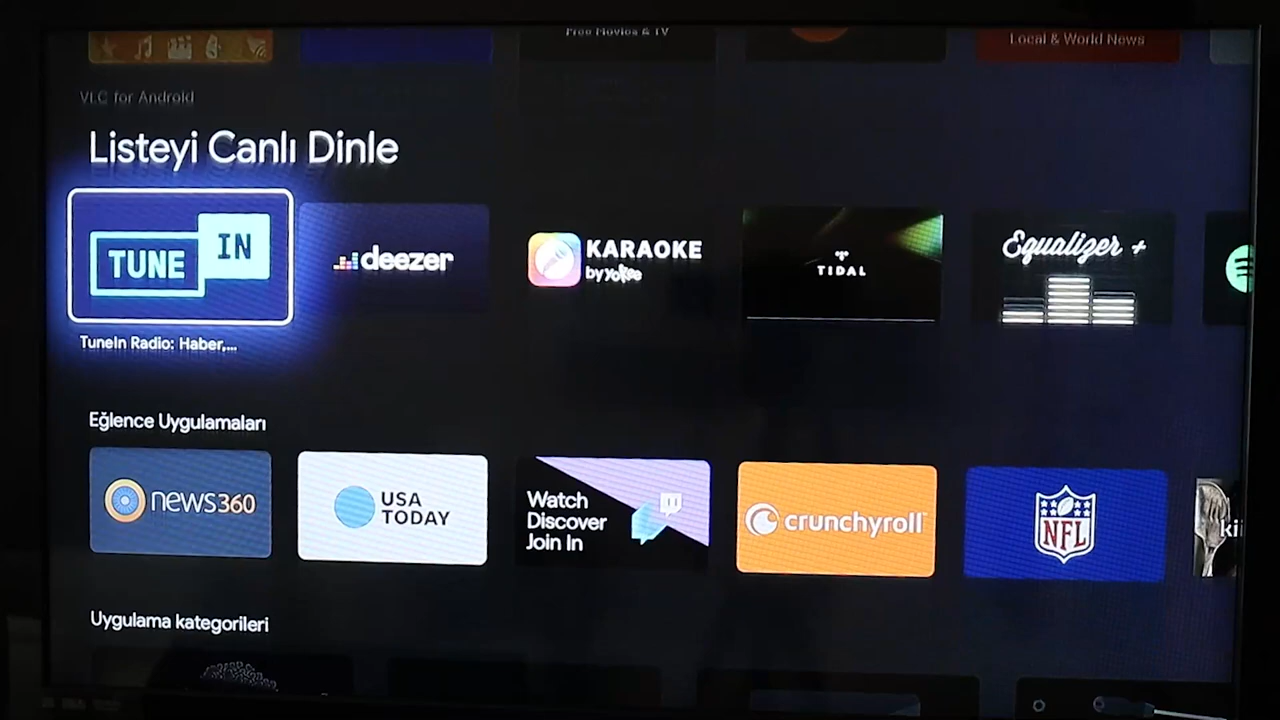 Free Movies & TV
Local & World News
VLC for Android
Listeyi Canlı Dinle
TUNE IN
deezer
KARAOKE
by Yokee
TIDAL
Equalizer +
TuneIn Radio: Haber,...
Eğlence Uygulamaları
news360
USA
TODAY
Watch
Discover
Join In
crunchyroll
NFL
ki
Uygulama kategorileri